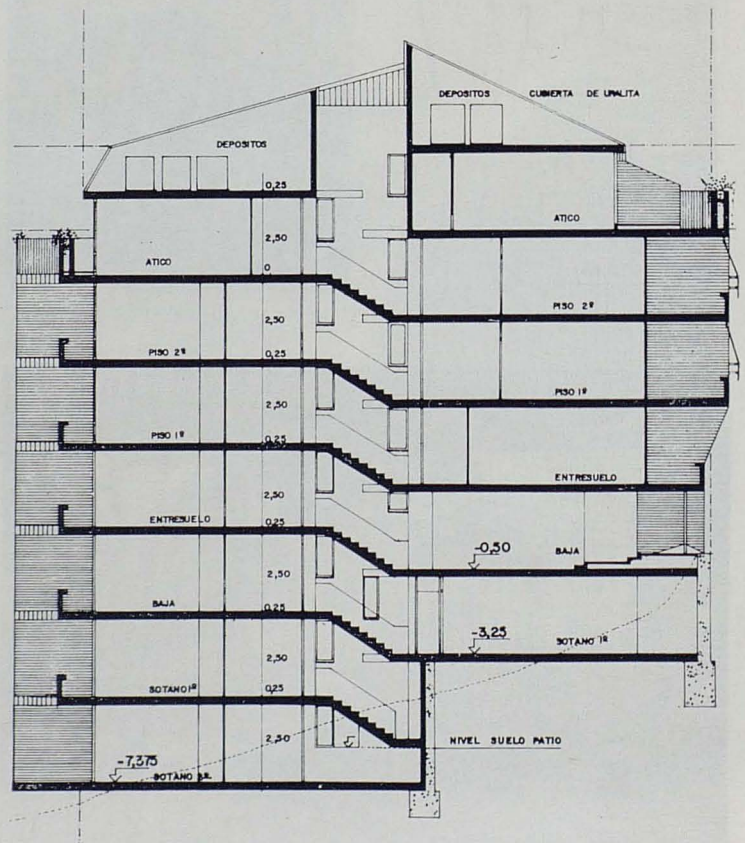 DEPOSITOS CUBIERTA DE URALITA
DEPOSITOS
0,25
ATICO
2,50
ATICO
0
PISO 2º
2,50
PISO 2º
0,25
PISO 1º
2,50
PISO 1º
0,25
ENTRESUELO
2,50
ENTRESUELO
0,25
-0,50
BAJA
2,50
BAJA
0,25
-3,25
SOTANO 1º
2,50
SOTANO 1º
0,25
2,50
NIVEL SUELO PATIO
-7,375
SOTANO 2º